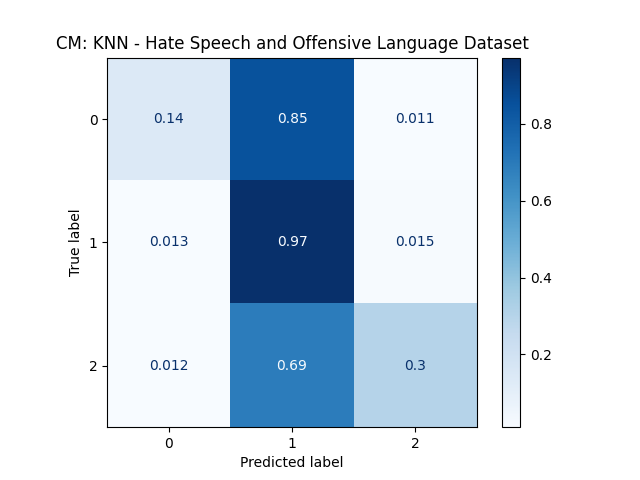 CM: KNN - Hate Speech and Offensive Language Dataset
0 0.14 0.85 0.011
1 0.013 0.97 0.015
2 0.012 0.69 0.3
0 1 2
True label
Predicted label
0.8
0.6
0.4
0.2